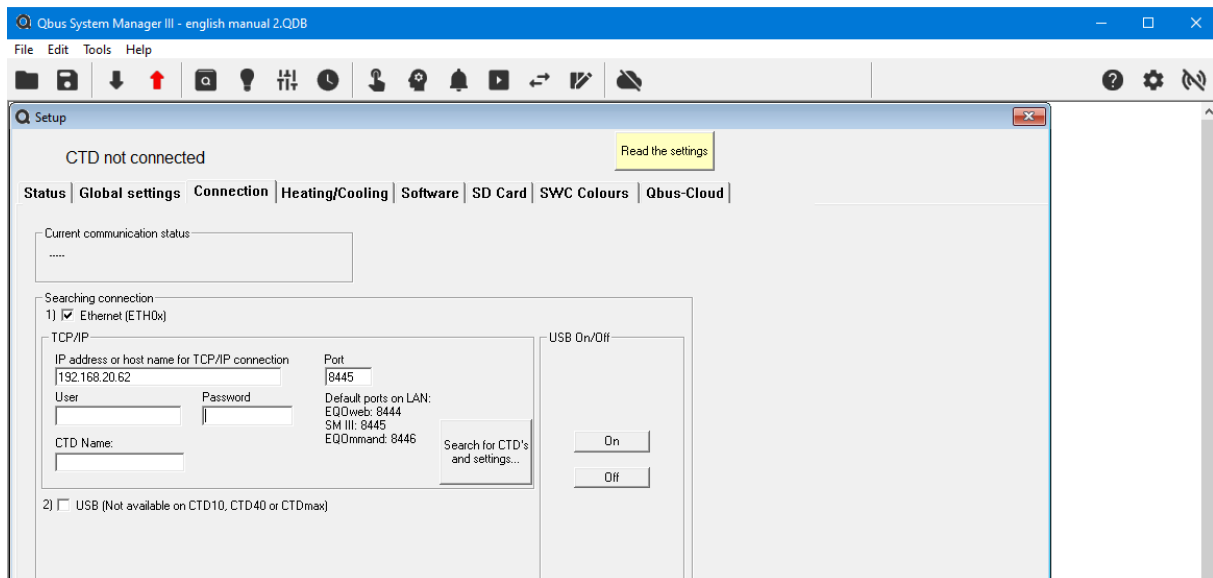 Qbus System Manager III - english manual 2.QDB
File Edit Tools Help
Setup
CTD not connected
Read the settings
Status Global settings Connection Heating/Cooling Software SD Card SWC Colours Qbus-Cloud
Current communication status
.....
Searching connection
1) Ethernet (ETH0x)
TCP/IP
USB On/Off
IP address or host name for TCP/IP connection
Port
192.168.20.62
8445
User
Password
Default ports on LAN:
EQOweb: 8444
SM III: 8445
EQOmmand: 8446
CTD Name:
Search for CTD's
and settings...
On
Off
2) USB (Not available on CTD10, CTD40 or CTDmax)